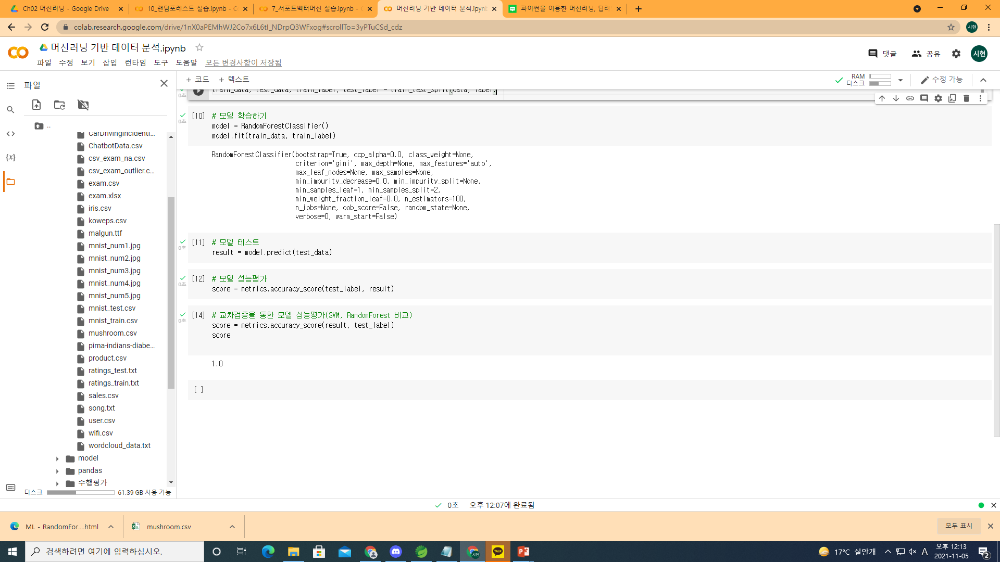 Ch02 머신러닝 - Google Drive
10_랜덤포레스트 실습.ipynb - C
7_서포트벡터머신 실습.ipynb - 
머신러닝 기반 데이터 분석.ipynb
파이썬을 이용한 머신러닝, 딥러
colab.research.google.com/drive/1nX0aPEMhWJ2Co7x6L6tI_NDrpQ3WFxog#scrollTo=3yPTuCSd_cdz
시현
머신러닝 기반 데이터 분석.ipynb
댓글
공유
시현
파일 수정 보기 삽입 런타임 도구 도움말 모든 변경사항이 저장됨
파일
+ 코드 + 텍스트
RAM
디스크
수정 가능
..
CarDrivingIncidenti...
ChatbotData.csv
csv_exam_na.csv
csv_exam_outlier.c...
exam.csv
exam.xlsx
iris.csv
koweps.csv
malgun.ttf
mnist_num1.jpg
mnist_num2.jpg
mnist_num3.jpg
mnist_num4.jpg
mnist_num5.jpg
mnist_test.csv
mnist_train.csv
mushroom.csv
pima-indians-diabe...
product.csv
ratings_test.txt
ratings_train.txt
sales.csv
song.txt
user.csv
wifi.csv
wordcloud_data.txt
model
pandas
수행평가
디스크 61.39 GB 사용 가능
0초
train_data, test_data, train_label, test_label = train_test_split(data, label)
0초
[10] # 모델 학습하기
model = RandomForestClassifier()
model.fit(train_data, train_label)
RandomForestClassifier(bootstrap=True, ccp_alpha=0.0, class_weight=None,
criterion='gini', max_depth=None, max_features='auto',
max_leaf_nodes=None, max_samples=None,
min_impurity_decrease=0.0, min_impurity_split=None,
min_samples_leaf=1, min_samples_split=2,
min_weight_fraction_leaf=0.0, n_estimators=100,
n_jobs=None, oob_score=False, random_state=None,
verbose=0, warm_start=False)
0초
[11] # 모델 테스트
result = model.predict(test_data)
0초
[12] # 모델 성능평가
score = metrics.accuracy_score(test_label, result)
0초
[14] # 교차검증을 통한 모델 성능평가(SVM, RandomForest 비교)
score = metrics.accuracy_score(result, test_label)
score
1.0
[ ]
0초 오후 12:07에 완료됨
ML - RandomFor....html
mushroom.csv
모두 표시
검색하려면 여기에 입력하십시오.
시현
TALK
17°C 실안개
A
오후 12:13
2021-11-05
2